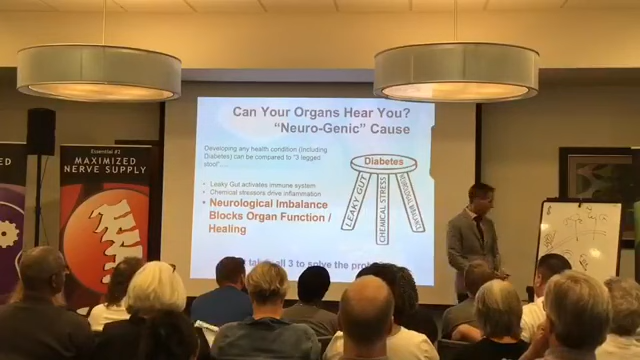 Can Your Organs Hear You?
"Neuro-Genic" Cause
Developing any health condition (Including
Diabetes) can be compared to "3 legged
stool"....
• Leaky Gut activates immune system
• Chemical stressors drive inflammation
• Neurological Imbalance
Blocks Organ Function /
Healing
Diabetes
LEAKY GUT
CHEMICAL STRESS
NEUROLOGICAL IMBALANCE
all 3 to solve the
Essential #2
MAXIMIZED
NERVE SUPPLY